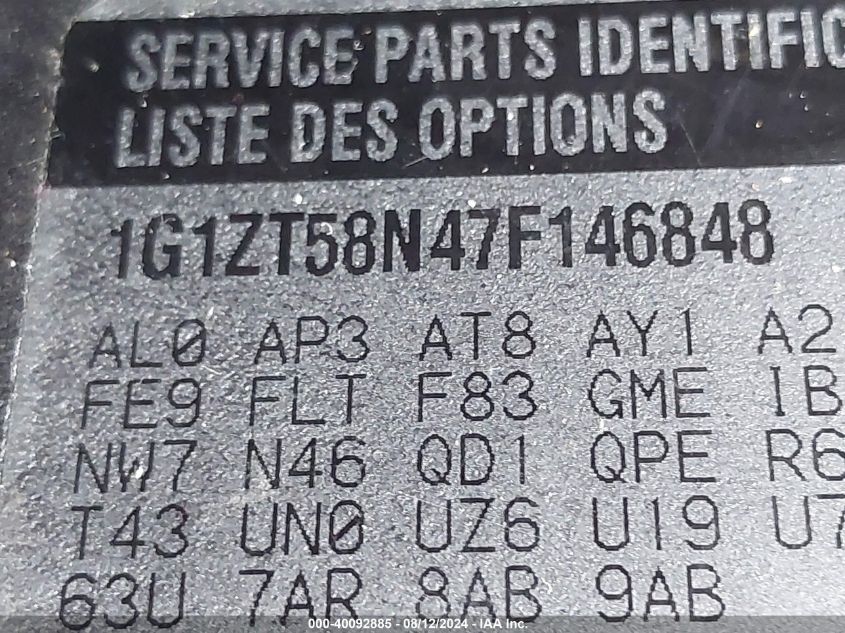 SERVICE PARTS IDENTIFIC
LISTE DES OPTIONS
1G1ZT58N47F146848
AL0 AP3 AT8 AY1 A2
FE9 FLT F83 GME IB
NW7 N46 QD1 QPE R6
T43 UN0 UZ6 U19 U7
63U 7AR 8AB 9AB
000-40092885 - 08/12/2024 - IAA Inc.